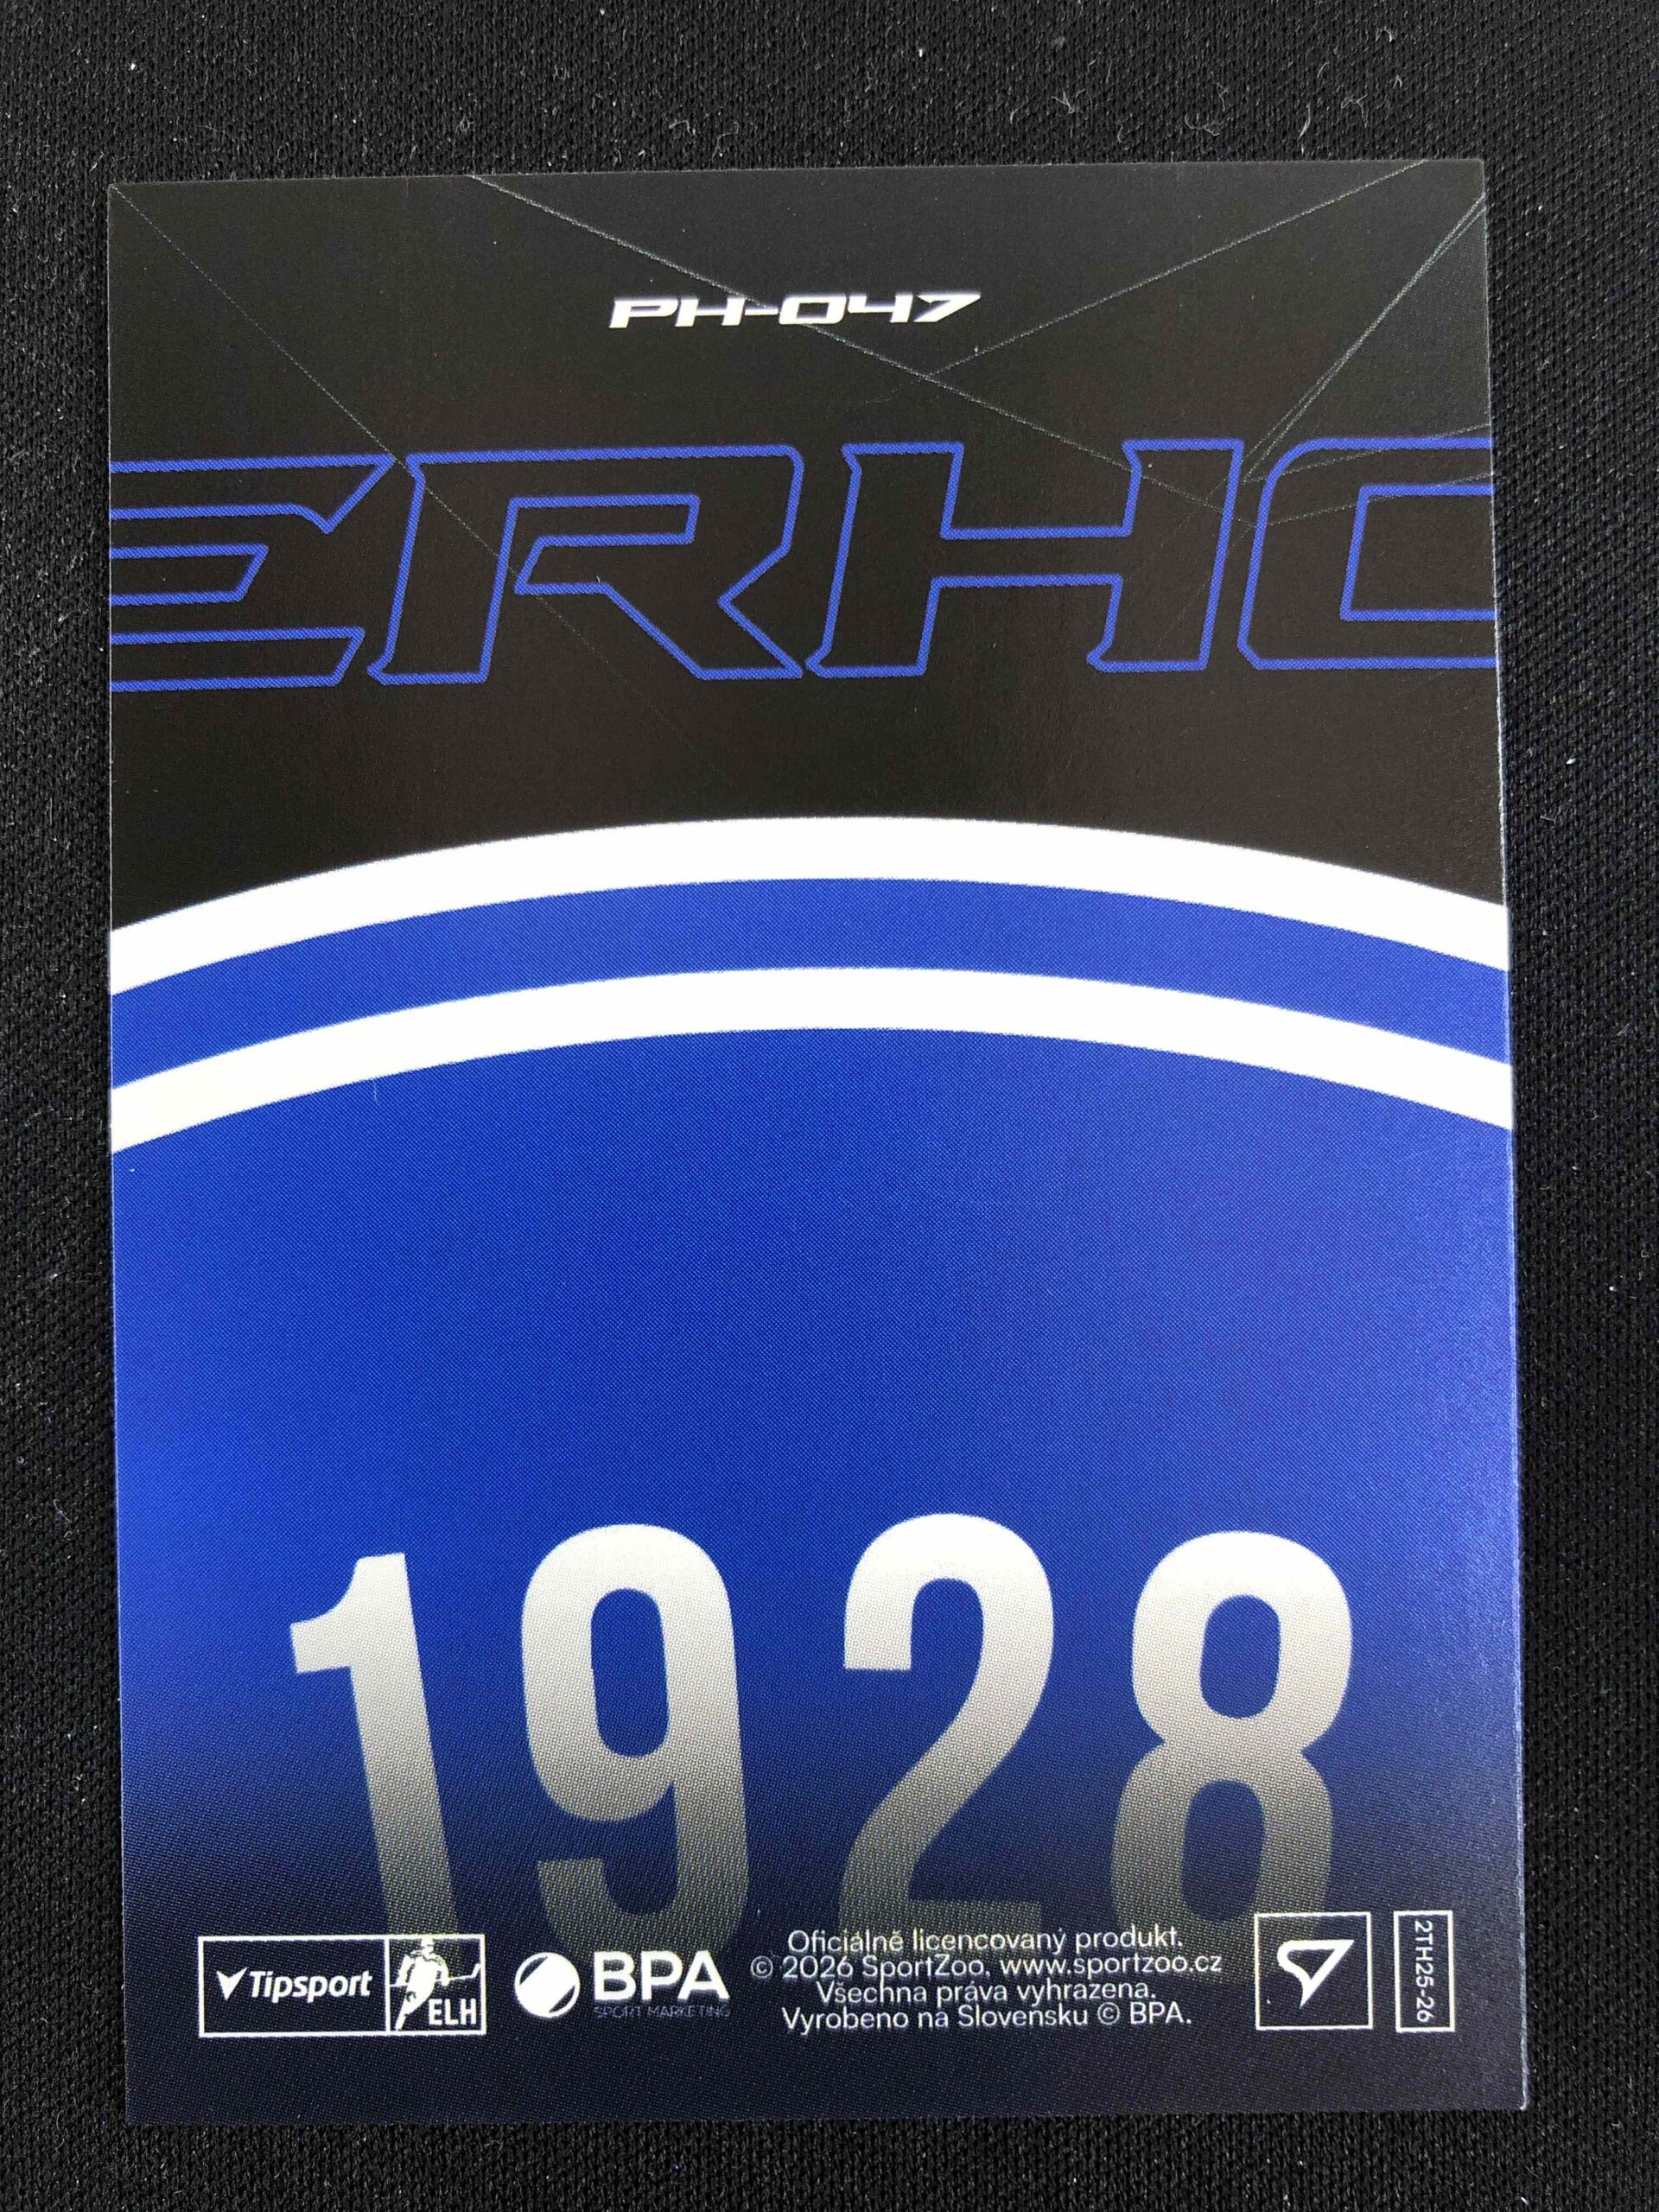 PH-047
ERHO
1928
Tipsport
ELH
BPA
SPORT MARKETING
Oficiálně licencovaný produkt.
© 2026 SportZoo, www.sportzoo.cz
Všechna práva vyhrazena.
Vyrobeno na Slovensku © BPA.
2TH25-26